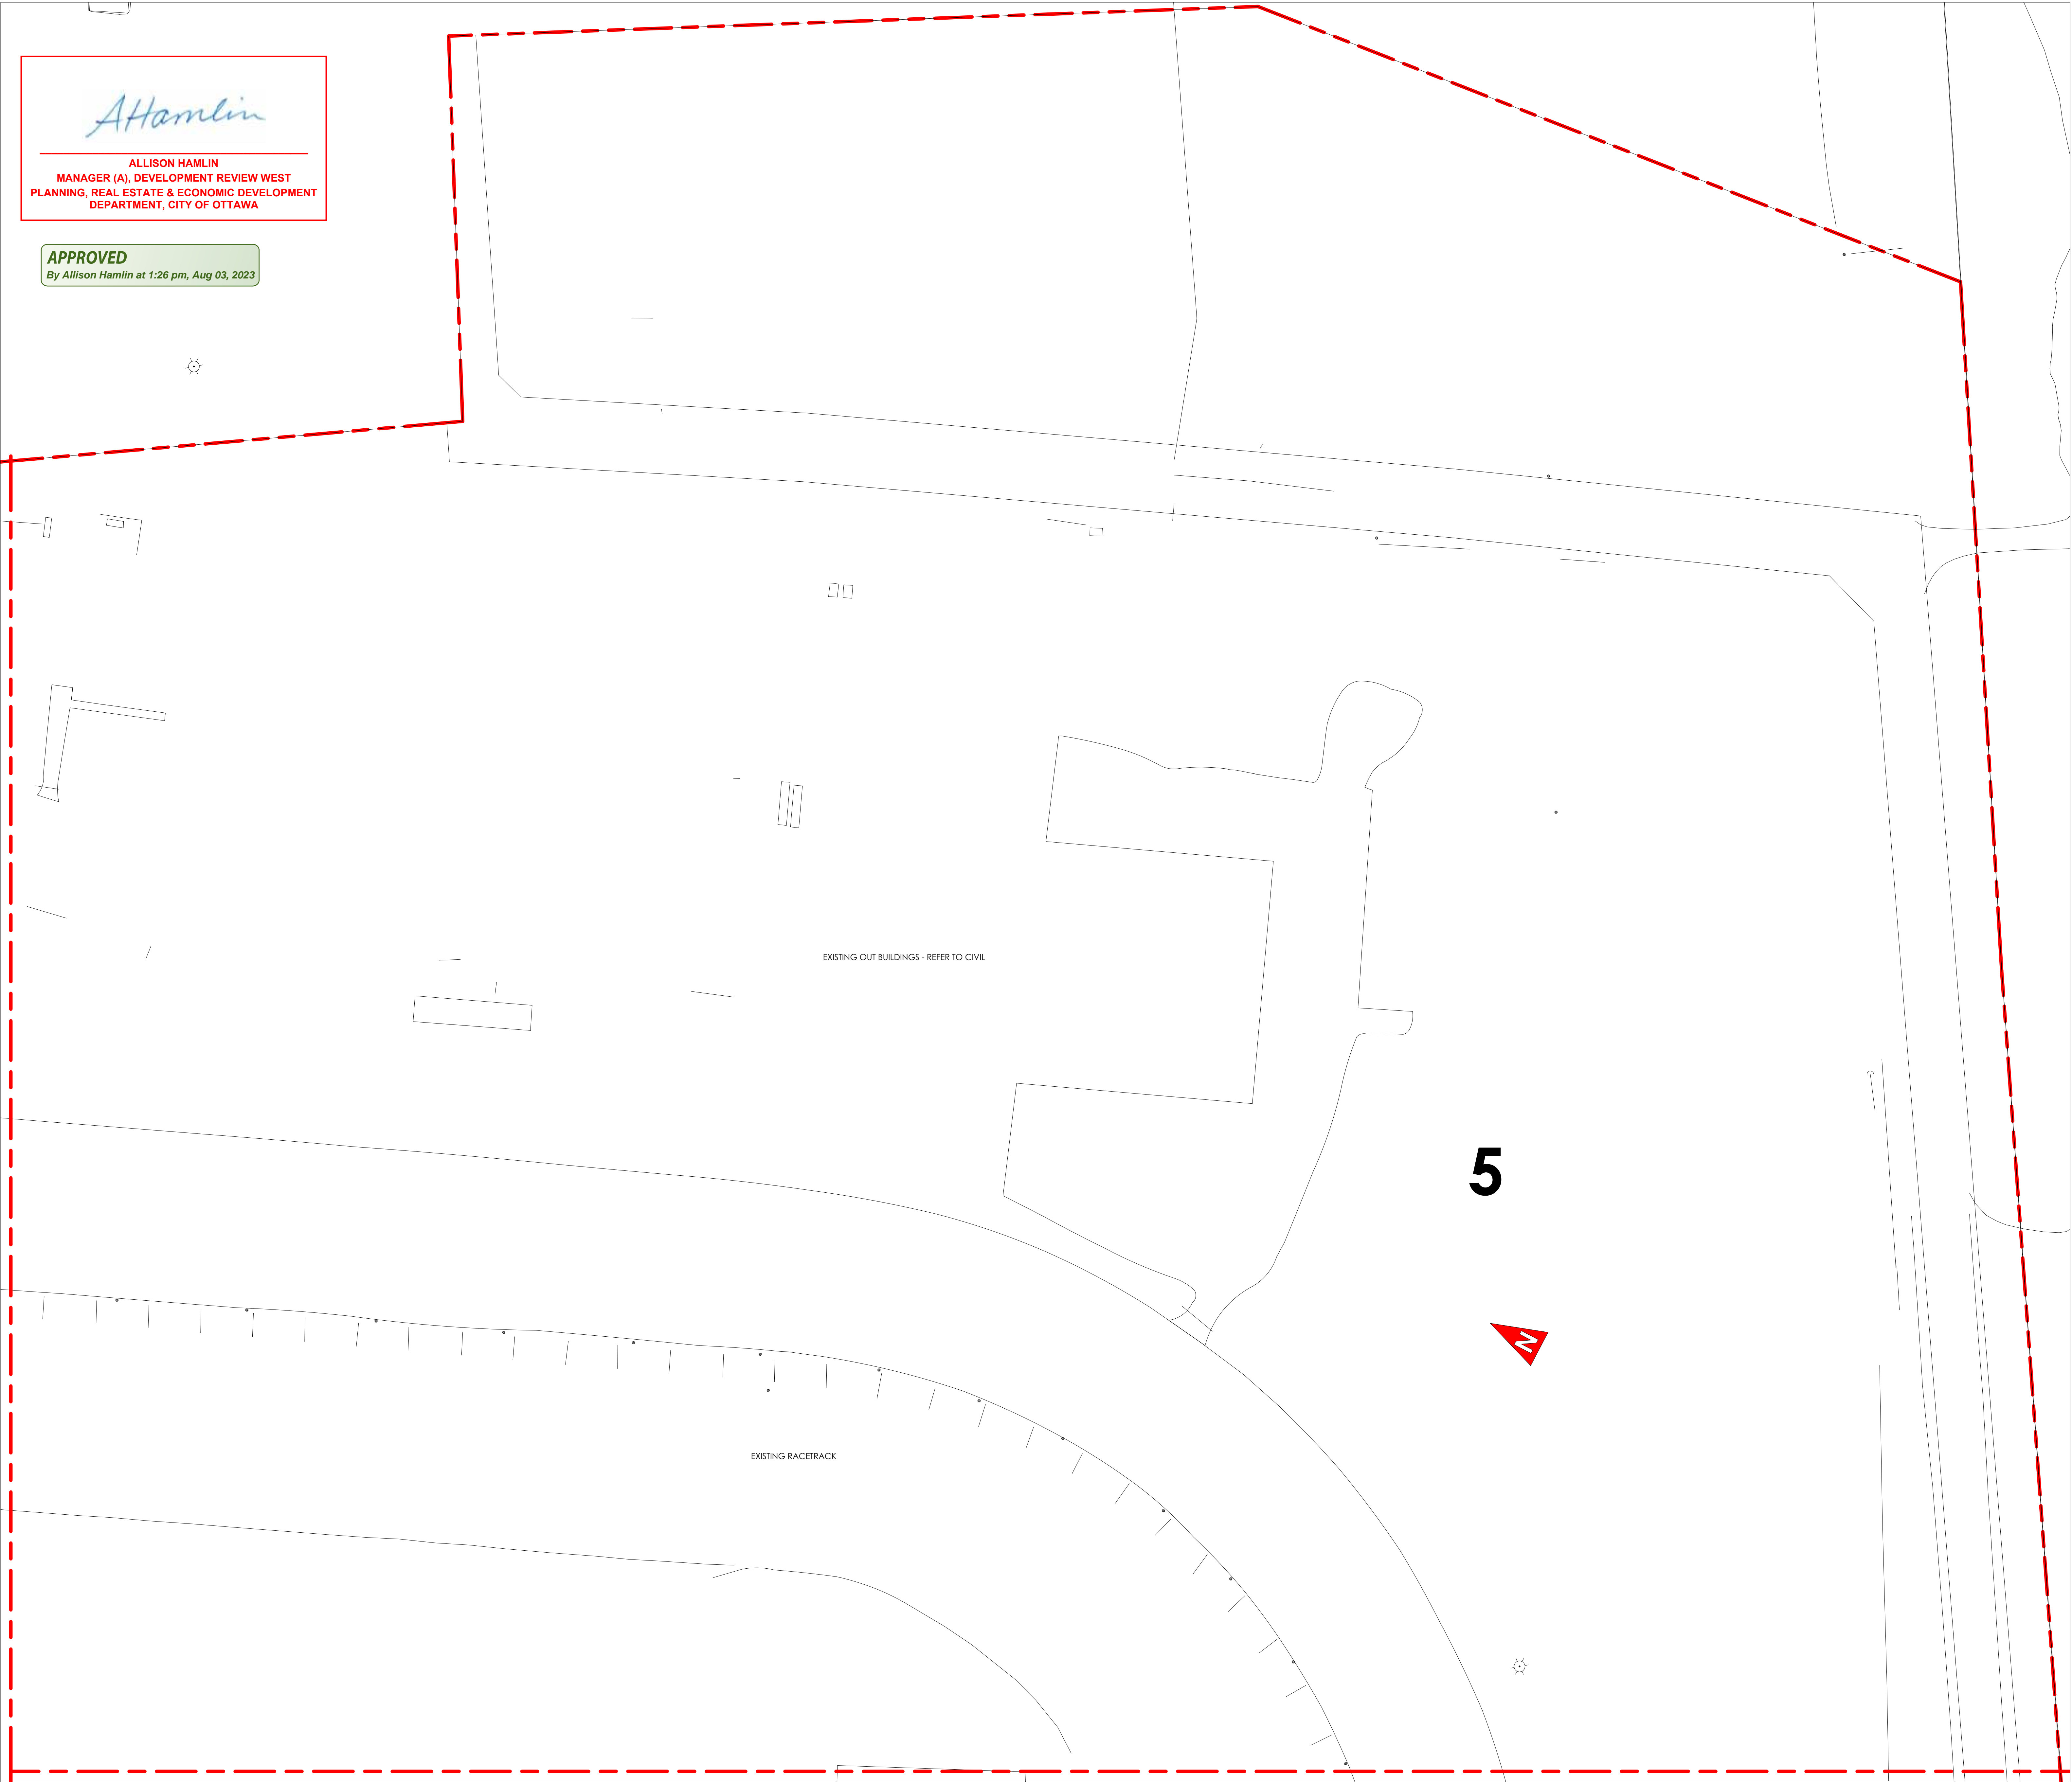 AHamlin
ALLISON HAMLIN
MANAGER (A), DEVELOPMENT REVIEW WEST
PLANNING, REAL ESTATE & ECONOMIC DEVELOPMENT
DEPARTMENT, CITY OF OTTAWA
APPROVED
By Allison Hamlin at 1:26 pm, Aug 03, 2023
EXISTING OUT BUILDINGS - REFER TO CIVIL
5
N
EXISTING RACETRACK